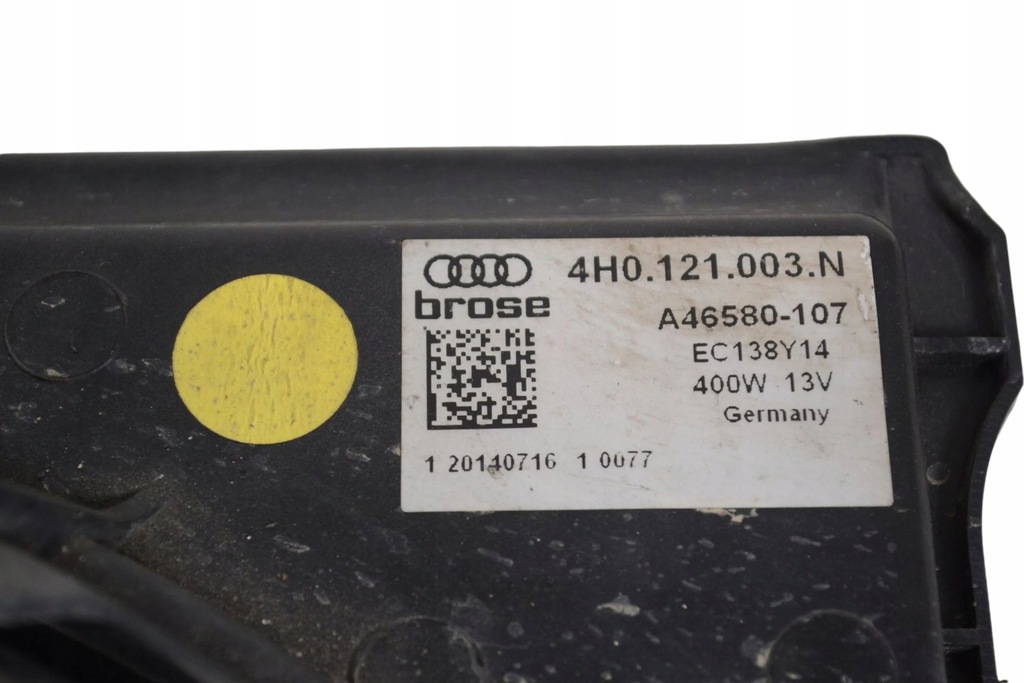 4H0.121.003.N
brose
A46580-107
EC138Y14
400W 13V
Germany
1 20140716 1 0077